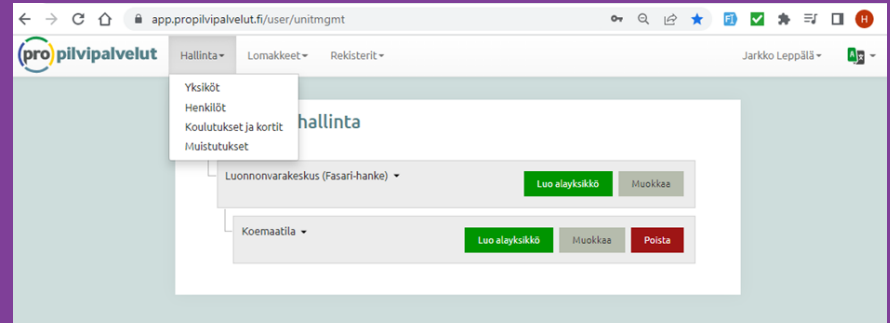 app.propilvipalvelut.fi/user/unitmgmt
H
(pro)pilvipalvelut
Hallinta
Lomakkeet
Rekisterit
Jarkko Leppälä
Yksiköt
Henkilöt
Koulutukset ja kortit
Muistutukset
hallinta
Luonnonvarakeskus (Fasari-hanke)
Luo alayksikkö
Muokkaa
Koemaatila
Luo alayksikkö
Muokkaa
Poista